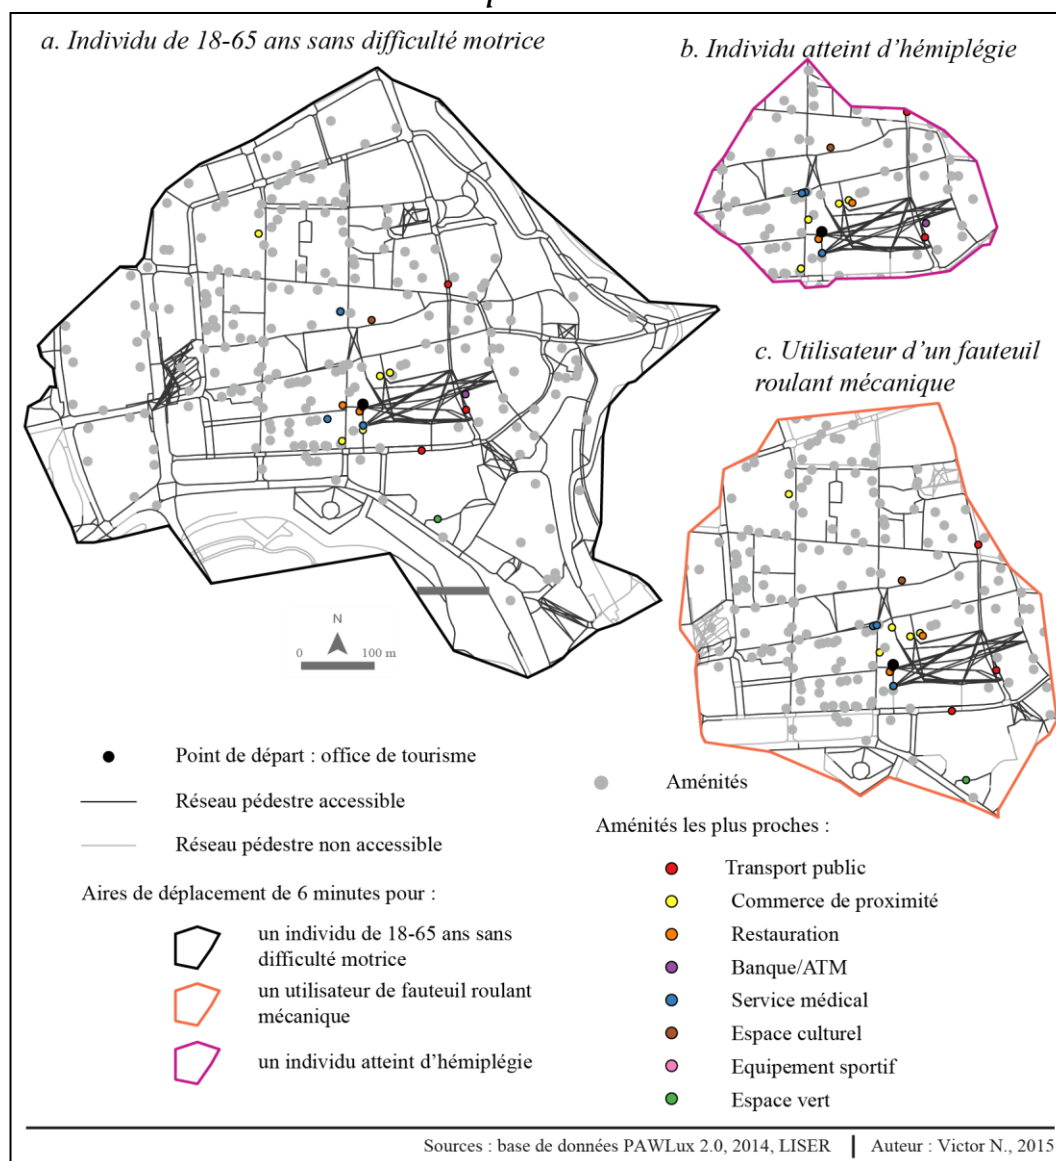 a. Individu de 18-65 ans sans difficulté motrice
b. Individu atteint d'hémiplégie
c. Utilisateur d'un fauteuil
roulant mécanique
N
0 100 m
Point de départ : office de tourisme
Réseau pédestre accessible
Réseau pédestre non accessible
Aires de déplacement de 6 minutes pour :
un individu de 18-65 ans sans
difficulté motrice
un utilisateur de fauteuil roulant
mécanique
un individu atteint d'hémiplégie
Aménités
Aménités les plus proches :
Transport public
Commerce de proximité
Restauration
Banque/ATM
Service médical
Espace culturel
Equipement sportif
Espace vert
Sources : base de données PAWLux 2.0, 2014, LISER | Auteur : Victor N., 2015